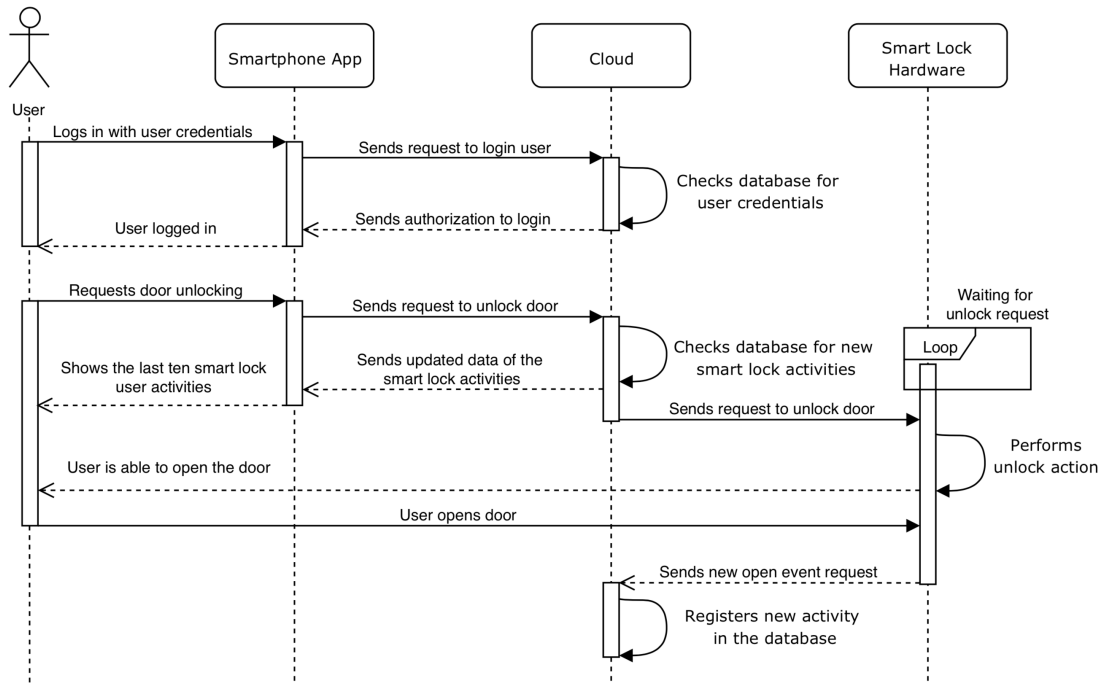 User
Smartphone App
Cloud
Smart Lock
Hardware
Logs in with user credentials
Sends request to login user
Checks database for
user credentials
Sends authorization to login
User logged in
Requests door unlocking
Sends request to unlock door
Waiting for
unlock request
Loop
Checks database for new
smart lock activities
Sends updated data of the
smart lock activities
Shows the last ten smart lock
user activities
Sends request to unlock door
Performs
unlock action
User is able to open the door
User opens door
Sends new open event request
Registers new activity
in the database